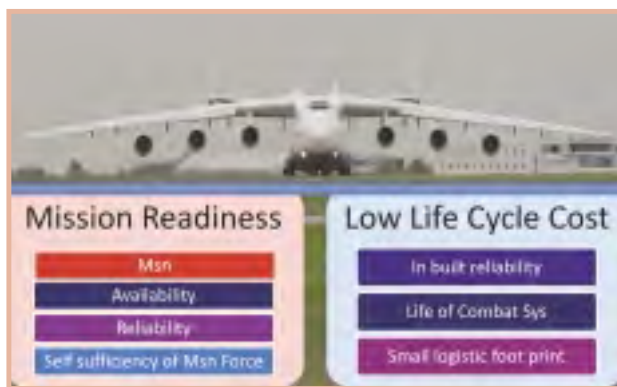 Mission Readiness
Msn
Availability
Reliability
Self sufficiency of Msn Force
Low Life Cycle Cost
In built reliability
Life of Combat Sys
Small logistic foot print